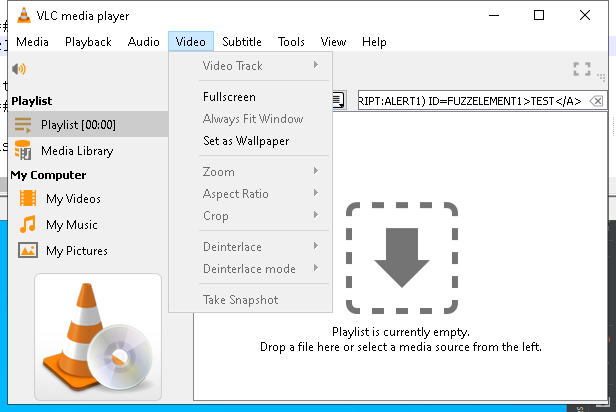 VLC media player
Media Playback Audio Video Subtitle Tools View Help
Video Track
Fullscreen
Always Fit Window
Set as Wallpaper
Zoom
Aspect Ratio
Crop
Deinterlace
Deinterlace mode
Take Snapshot
RIPT:ALERT1) ID=FUZZELEMENT1>TEST</A>
Playlist
Playlist [00:00]
Media Library
My Computer
My Videos
My Music
My Pictures
Playlist is currently empty.
Drop a file here or select a media source from the left.